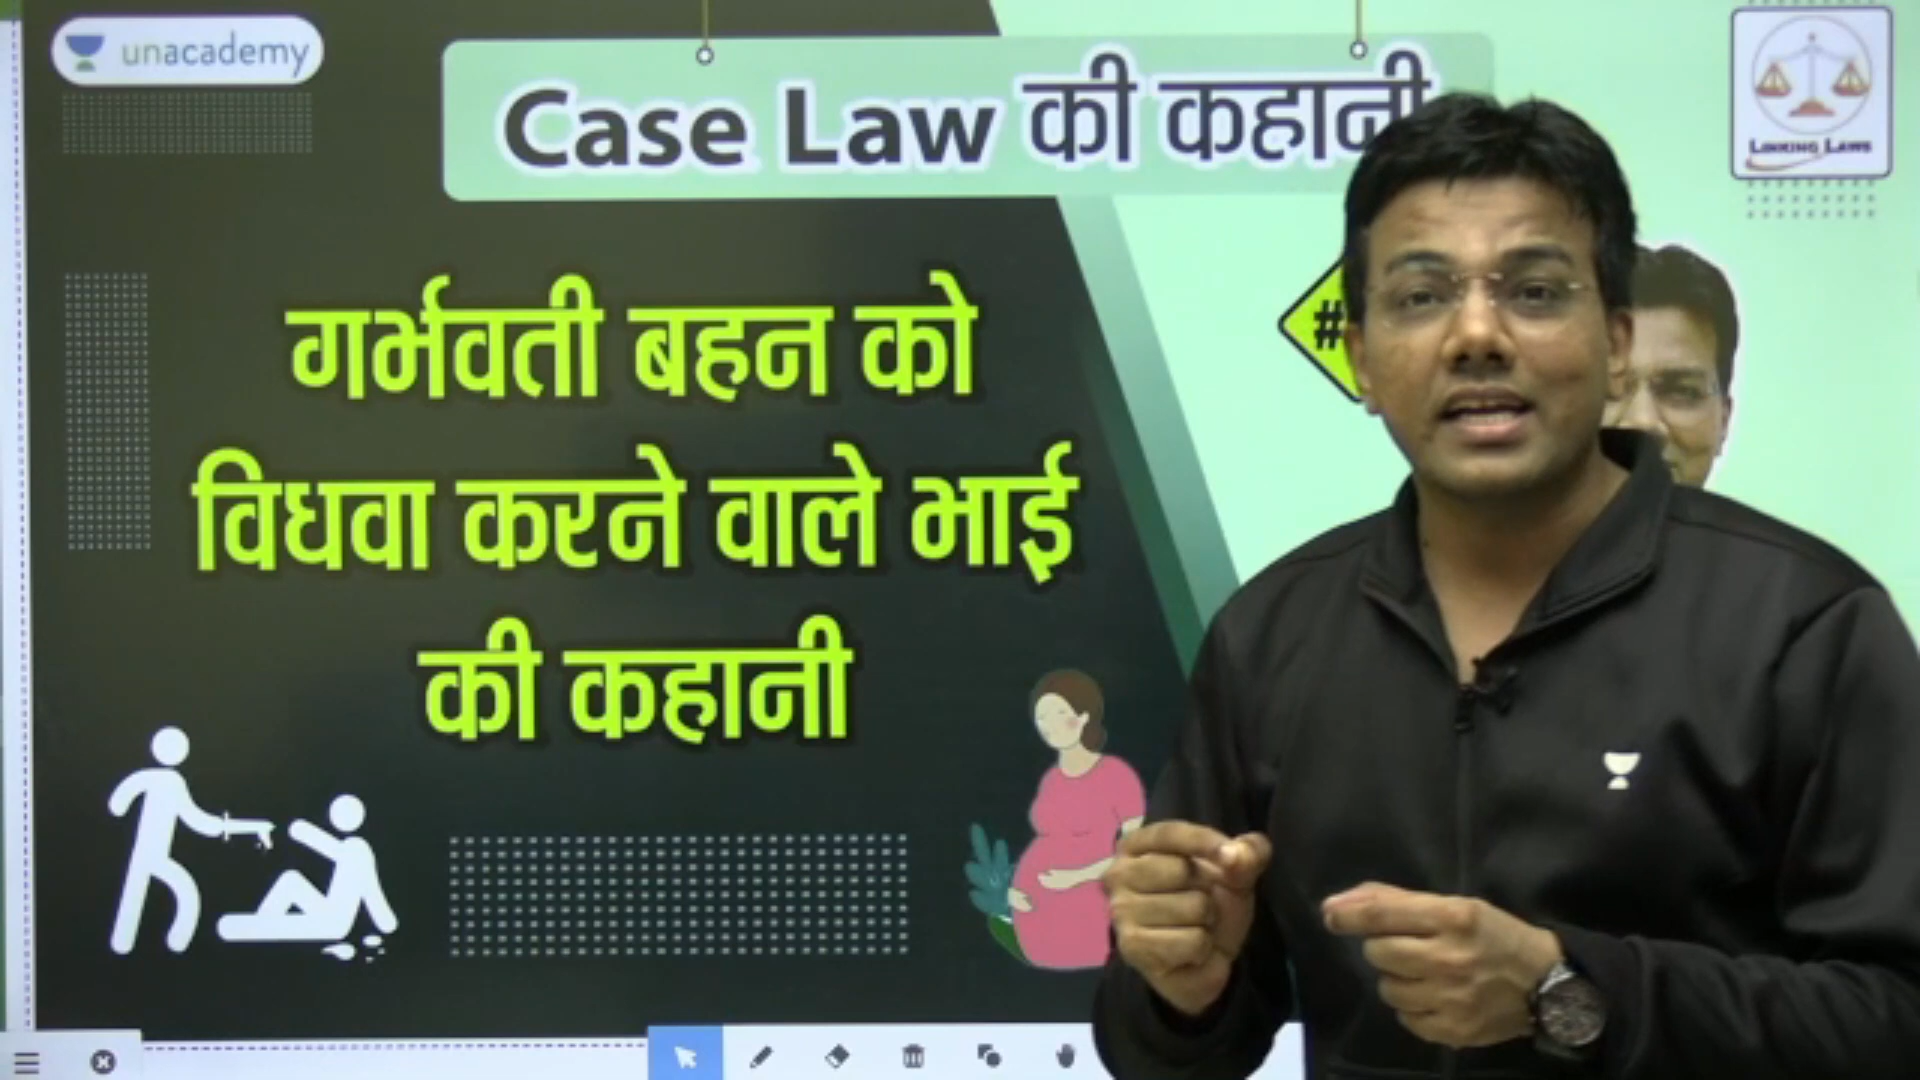 unacademy
Case Law की कहानी
LINKING LAWS
गर्भवती बहन को
#
विधवा करने वाले भाई
की कहानी